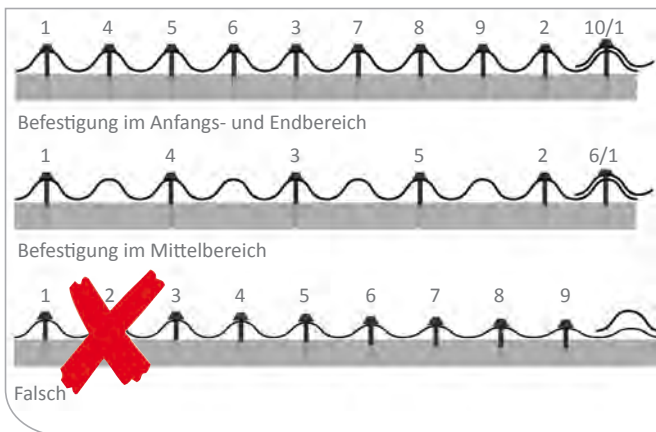 1 4 5 6 3 7 8 9 2 10/1
Befestigung im Anfangs- und Endbereich
1 4 3 5 2 6/1
Befestigung im Mittelbereich
1 2 3 4 5 6 7 8 9
Falsch